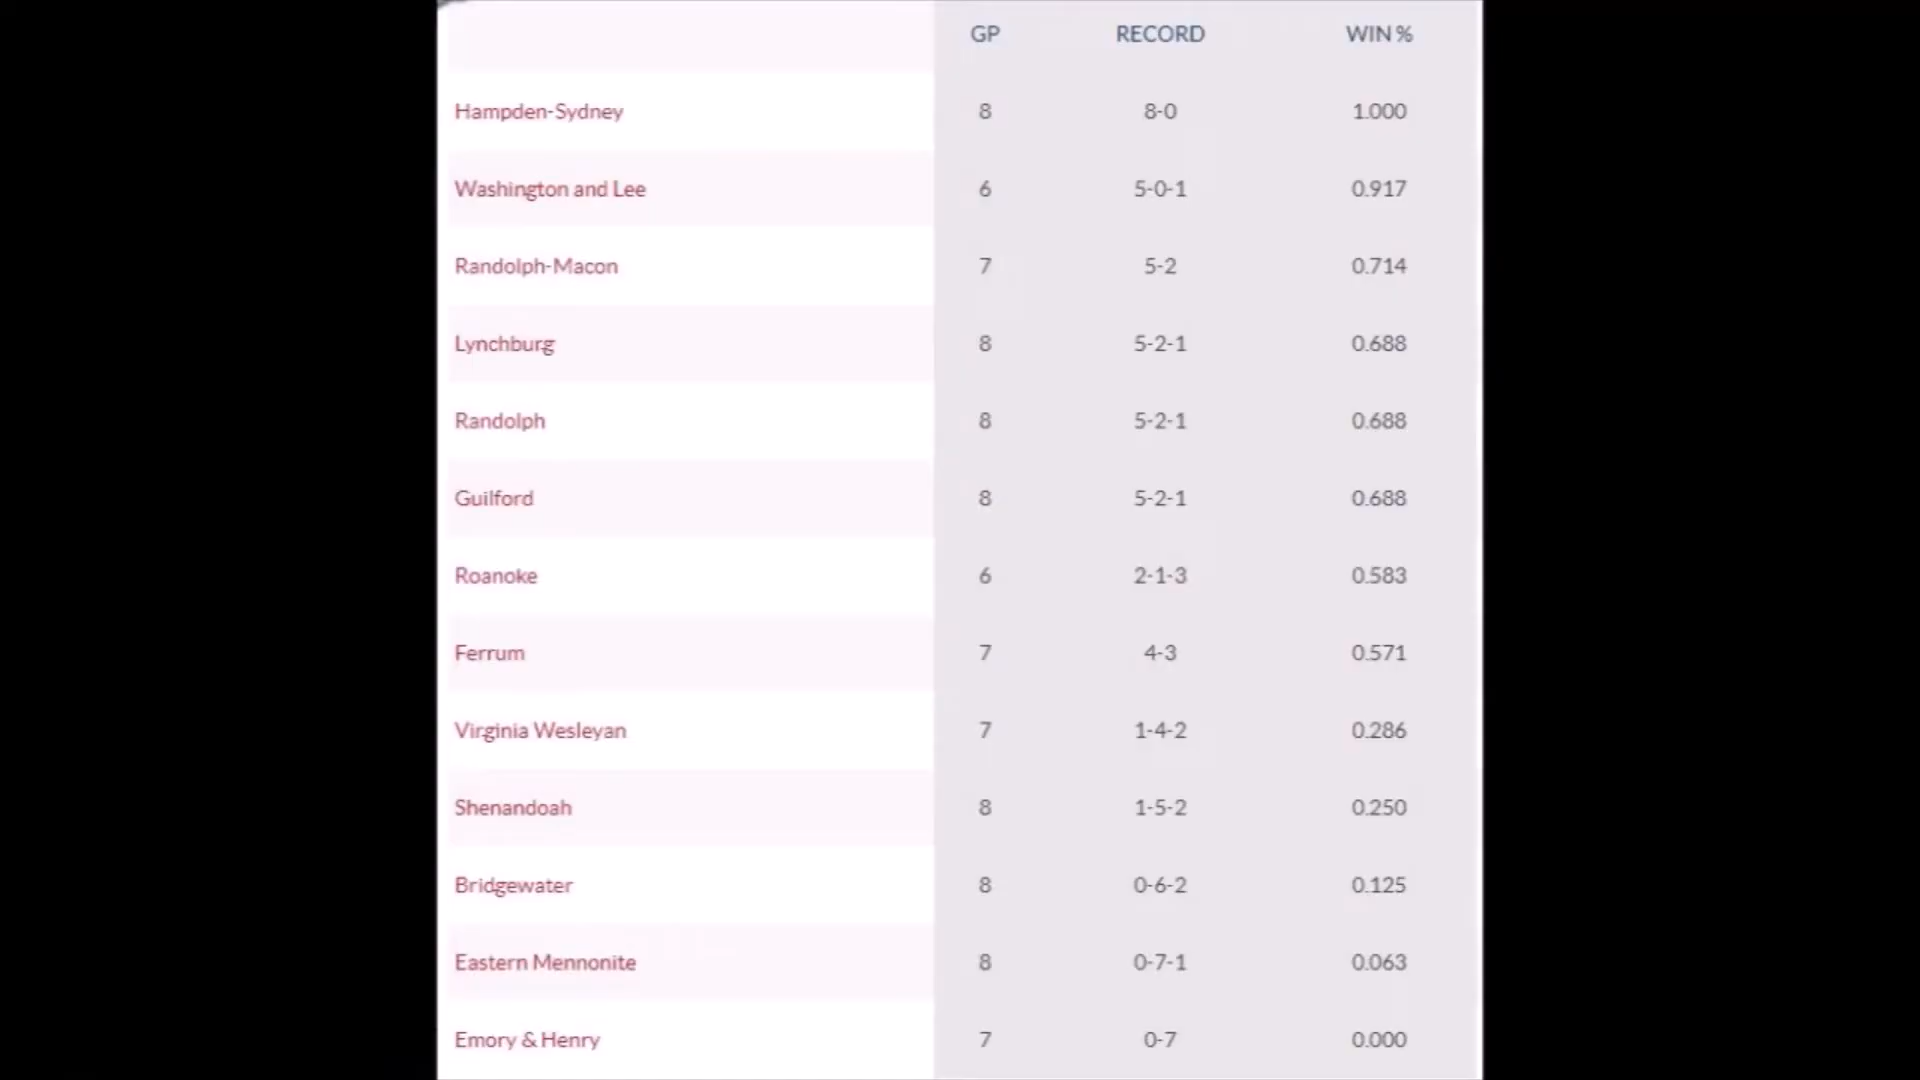 GP RECORD WIN %
Hampden-Sydney 8 8-0 1.000
Washington and Lee 6 5-0-1 0.917
Randolph-Macon 7 5-2 0.714
Lynchburg 8 5-2-1 0.688
Randolph 8 5-2-1 0.688
Guilford 8 5-2-1 0.688
Roanoke 6 2-1-3 0.583
Ferrum 7 4-3 0.571
Virginia Wesleyan 7 1-4-2 0.286
Shenandoah 8 1-5-2 0.250
Bridgewater 8 0-6-2 0.125
Eastern Mennonite 8 0-7-1 0.063
Emory & Henry 7 0-7 0.000